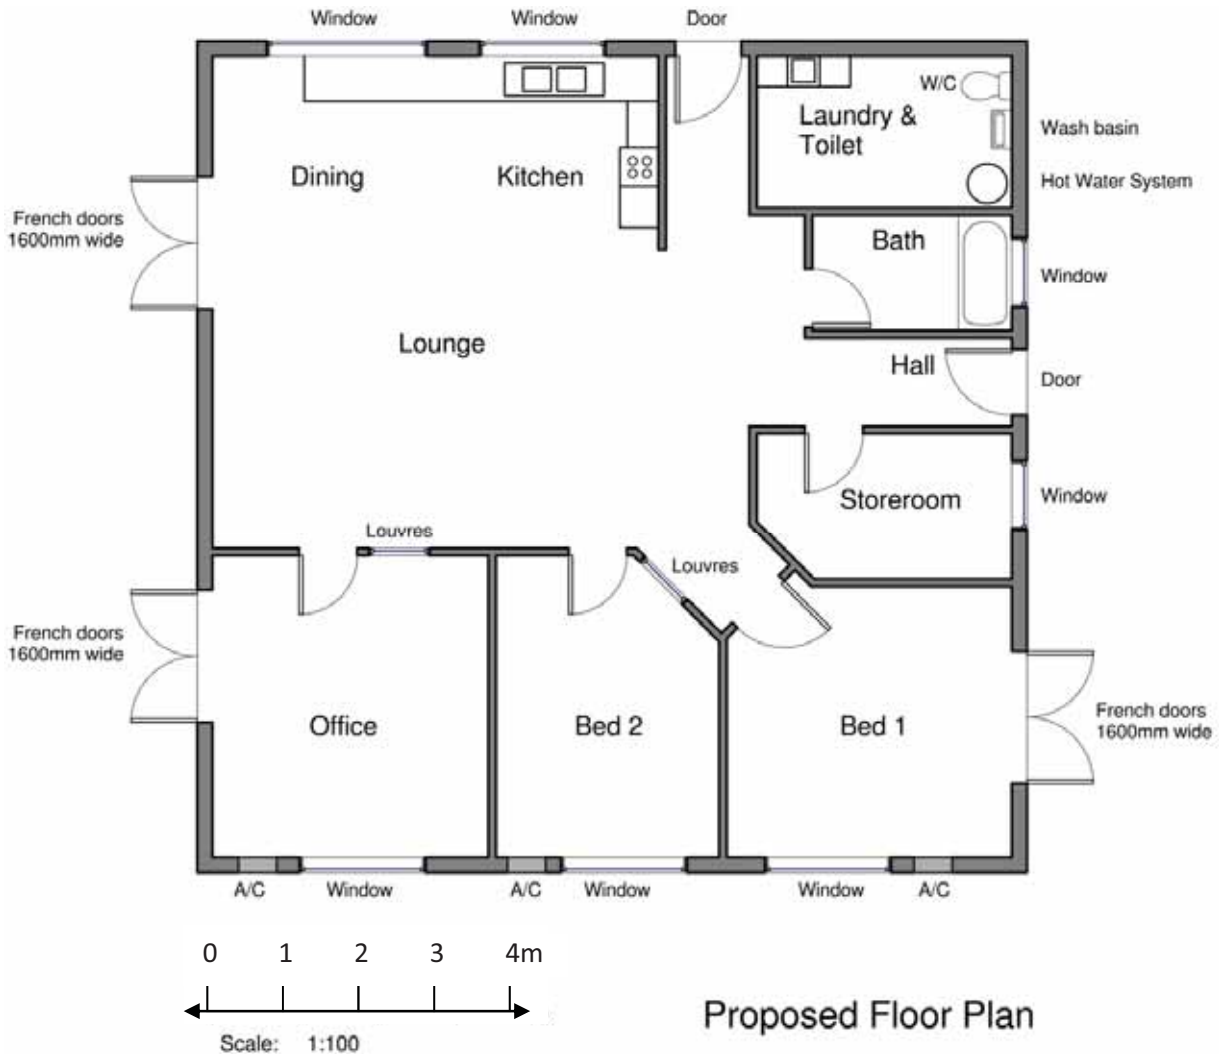 Window
Window
Door
W/C
Laundry &
Toilet
Wash basin
Dining
Kitchen
Hot Water System
French doors
1600mm wide
Bath
Window
Lounge
Hall
Door
Storeroom
Window
Louvres
Louvres
French doors
1600mm wide
Office
Bed 2
Bed 1
French doors
1600mm wide
A/C
Window
A/C
Window
Window
A/C
0 1 2 3 4m
Proposed Floor Plan
Scale: 1:100